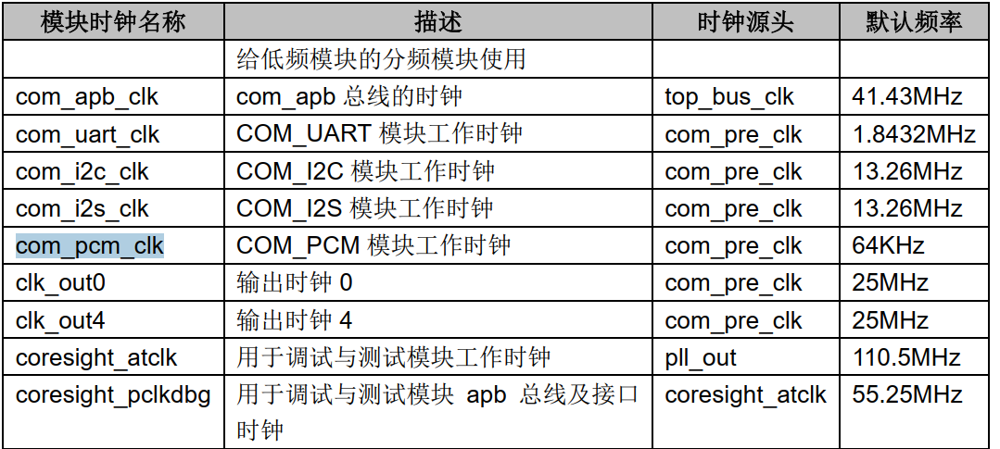 模块时钟名称 描述 时钟源头 默认频率
给低频模块的分频模块使用
com_apb_clk com_apb 总线的时钟 top_bus_clk 41.43MHz
com_uart_clk COM_UART 模块工作时钟 com_pre_clk 1.8432MHz
com_i2c_clk COM_I2C 模块工作时钟 com_pre_clk 13.26MHz
com_i2s_clk COM_I2S 模块工作时钟 com_pre_clk 13.26MHz
com_pcm_clk COM_PCM 模块工作时钟 com_pre_clk 64KHz
clk_out0 输出时钟 0 com_pre_clk 25MHz
clk_out4 输出时钟 4 com_pre_clk 25MHz
coresight_atclk 用于调试与测试模块工作时钟 pll_out 110.5MHz
coresight_pclkdbg 用于调试与测试模块 apb 总线及接口 coresight_atclk 55.25MHz
时钟